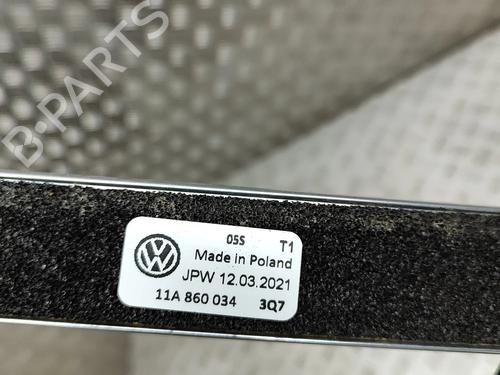 B-PARTS
05S T1
Made in Poland
JPW 12.03.2021
11A 860 034 3Q7